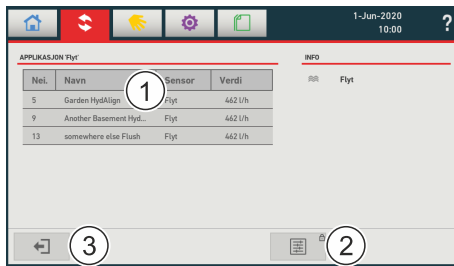 1-Jun-2020
10:00
?
APPLIKASJON 'Flyt'
INFO
Nei. Navn Sensor Verdi
Flyt
5 Garden HydAlign Flyt 462 l/h
9 Another Basement Hyd... Flyt 462 l/h
13 somewhere else Flush Flyt 462 l/h
1
3
2